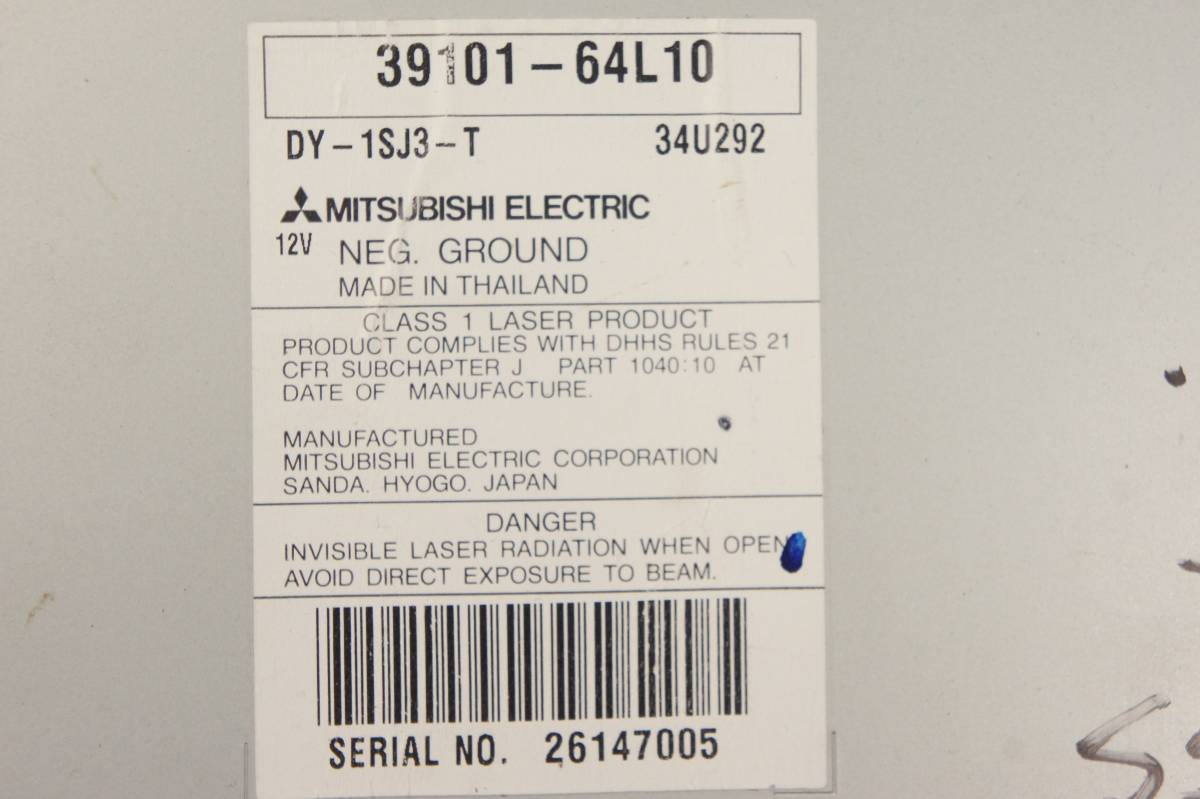 39101-64L10
DY-1SJ3-T 34U292
MITSUBISHI ELECTRIC
12V NEG. GROUND
MADE IN THAILAND
CLASS 1 LASER PRODUCT
PRODUCT COMPLIES WITH DHHS RULES 21
CFR SUBCHAPTER J PART 1040:10 AT
DATE OF MANUFACTURE.
MANUFACTURED
MITSUBISHI ELECTRIC CORPORATION
SANDA. HYOGO. JAPAN
DANGER
INVISIBLE LASER RADIATION WHEN OPEN
AVOID DIRECT EXPOSURE TO BEAM.
SERIAL NO. 26147005